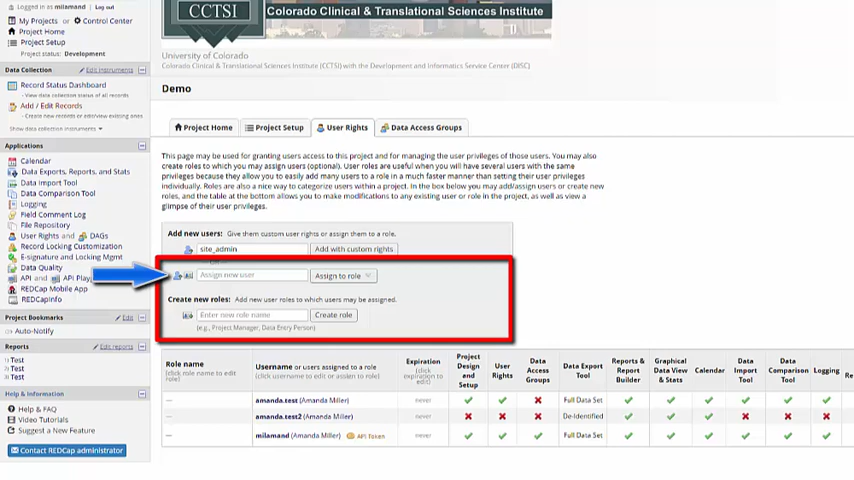 Logged in as milamand | Log out
My Projects or Control Center
Project Home
Project Setup
Project status: Development
Data Collection Edit instruments
Record Status Dashboard
- View data collection status of all records
Add / Edit Records
- Create new records or edit/view existing ones
Show data collection instruments
Applications
Calendar
Data Exports, Reports, and Stats
Data Import Tool
Data Comparison Tool
Logging
Field Comment Log
File Repository
User Rights and DAGs
Record Locking Customization
E-signature and Locking Mgmt
Data Quality
API and API Play
REDCap Mobile App
REDCapInfo
Project Bookmarks Edit
Auto-Notify
Reports Edit reports
1) Test
2) Test
3) Test
Help & Information
Help & FAQ
Video Tutorials
Suggest a New Feature
Contact REDCap administrator
CCTSI
Colorado Clinical & Translational Sciences Institute
University of Colorado
Colorado Clinical & Translational Sciences Institute (CCTSI) with the Development and Informatics Service Center (DISC)
Demo
Project Home Project Setup User Rights Data Access Groups
This page may be used for granting users access to this project and for managing the user privileges of those users. You may also
create roles to which you may assign users (optional). User roles are useful when you will have several users with the same
privileges because they allow you to easily add many users to a role in a much faster manner than setting their user privileges
individually. Roles are also a nice way to categorize users within a project. In the box below you may add/assign users or create new
roles, and the table at the bottom allows you to make modifications to any existing user or role in the project, as well as view a
glimpse of their user privileges.
Add new users: Give them custom user rights or assign them to a role.
site_admin Add with custom rights
Assign new user Assign to role
Create new roles: Add new user roles to which users may be assigned.
Enter new role name Create role
(e.g., Project Manager, Data Entry Person)
Role name
(click role name to edit
role)
Username or users assigned to a role
(click username to edit or assign to role)
Expiration
(click
expiration to
edit)
Project
Design
and
Setup
User
Rights
Data
Access
Groups
Data Export
Tool
Reports &
Report
Builder
Graphical
Data View
& Stats
Calendar
Data
Import
Tool
Data
Comparison
Tool
Logging
Re
— amanda.test (Amanda Miller) never Full Data Set
— amanda.test2 (Amanda Miller) never De-Identified
— milamand (Amanda Miller) API Token never Full Data Set